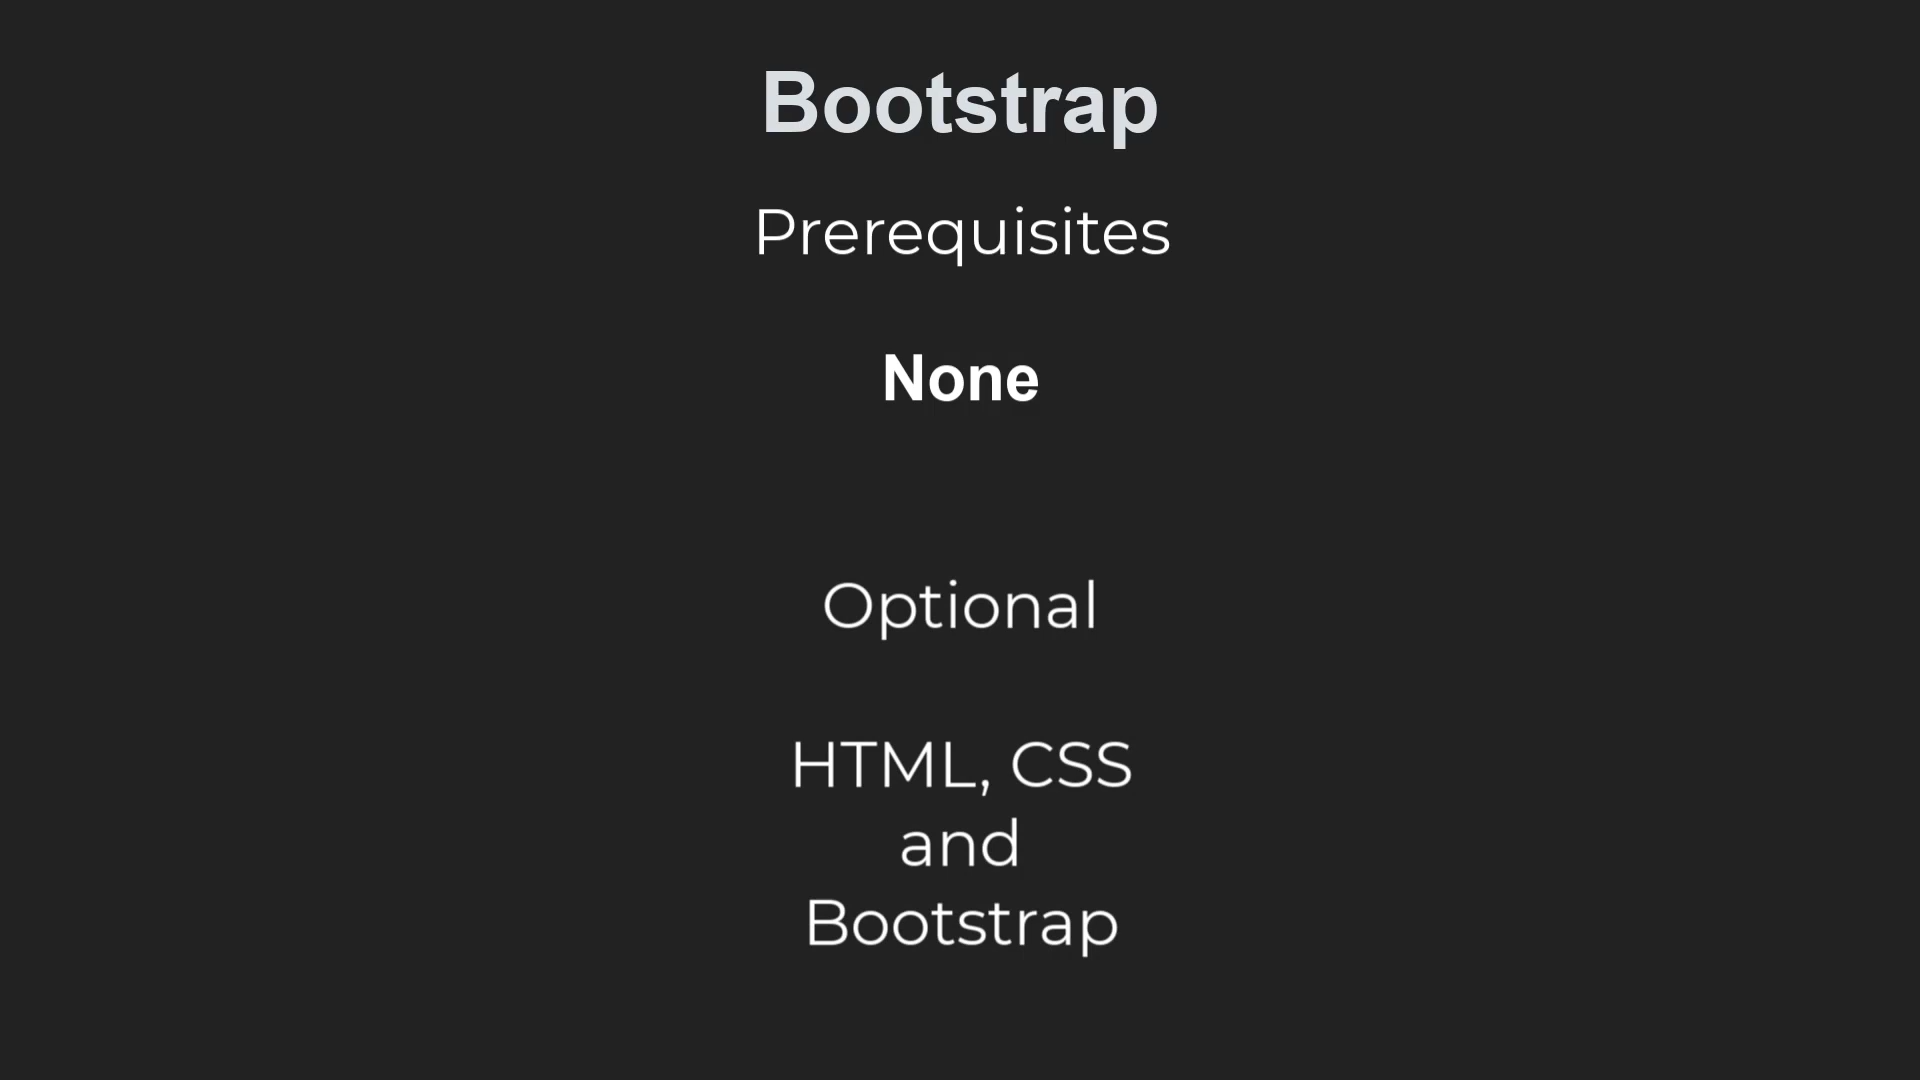 Bootstrap
Prerequisites
None
Optional
HTML, CSS
and
Bootstrap